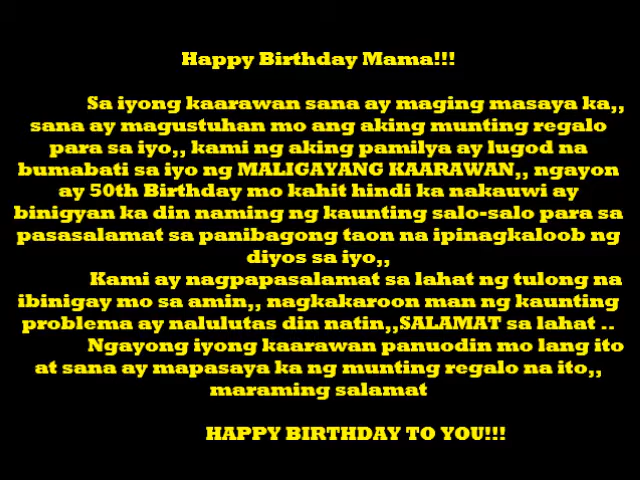 Happy Birthday Mama!!!
Sa iyong kaarawan sana ay maging masaya ka,,
sana ay magustuhan mo ang aking munting regalo
para sa iyo,, kami ng aking pamilya ay lugod na
bumabati sa iyo ng MALIGAYANG KAARAWAN,, ngayon
ay 50th Birthday mo kahit hindi ka nakauwi ay
binigyan ka din naming ng kaunting salo-salo para sa
pasasalamat sa panibagong taon na ipinagkaloob ng
diyos sa iyo,,
Kami ay nagpapasalamat sa lahat ng tulong na
ibinigay mo sa amin,, nagkakaroon man ng kaunting
problema ay nalulutas din natin,,SALAMAT sa lahat ..
Ngayong iyong kaarawan panuodin mo lang ito
at sana ay mapasaya ka ng munting regalo na ito,,
maraming salamat
HAPPY BIRTHDAY TO YOU!!!